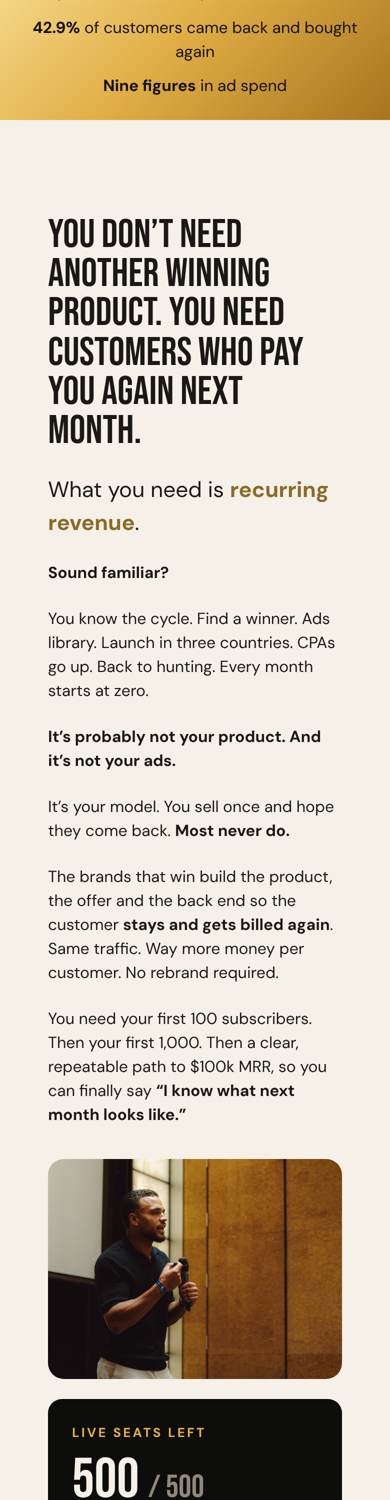 42.9% of customers came back and bought
again
Nine figures in ad spend
YOU DON’T NEED
ANOTHER WINNING
PRODUCT. YOU NEED
CUSTOMERS WHO PAY
YOU AGAIN NEXT
MONTH.
What you need is recurring
revenue.
Sound familiar?
You know the cycle. Find a winner. Ads
library. Launch in three countries. CPAs
go up. Back to hunting. Every month
starts at zero.
It’s probably not your product. And
it’s not your ads.
It’s your model. You sell once and hope
they come back. Most never do.
The brands that win build the product,
the offer and the back end so the
customer stays and gets billed again.
Same traffic. Way more money per
customer. No rebrand required.
You need your first 100 subscribers.
Then your first 1,000. Then a clear,
repeatable path to $100k MRR, so you
can finally say “I know what next
month looks like.”
LIVE SEATS LEFT
500 / 500